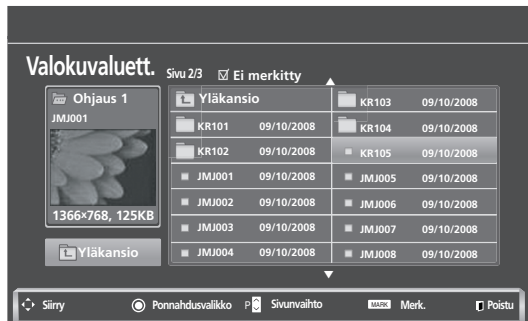 Valokuvaluett. Sivu 2/3 ☑ Ei merkitty
Ohjaus 1
JMJ001
1366×768, 125KB
Yläkansio
Yläkansio
KR101 09/10/2008
KR102 09/10/2008
JMJ001 09/10/2008
JMJ002 09/10/2008
JMJ003 09/10/2008
JMJ004 09/10/2008
KR103 09/10/2008
KR104 09/10/2008
KR105 09/10/2008
JMJ005 09/10/2008
JMJ006 09/10/2008
JMJ007 09/10/2008
JMJ008 09/10/2008
Siirry Ponnahdusvalikko P Sivunvaihto MARK Merk. Poistu